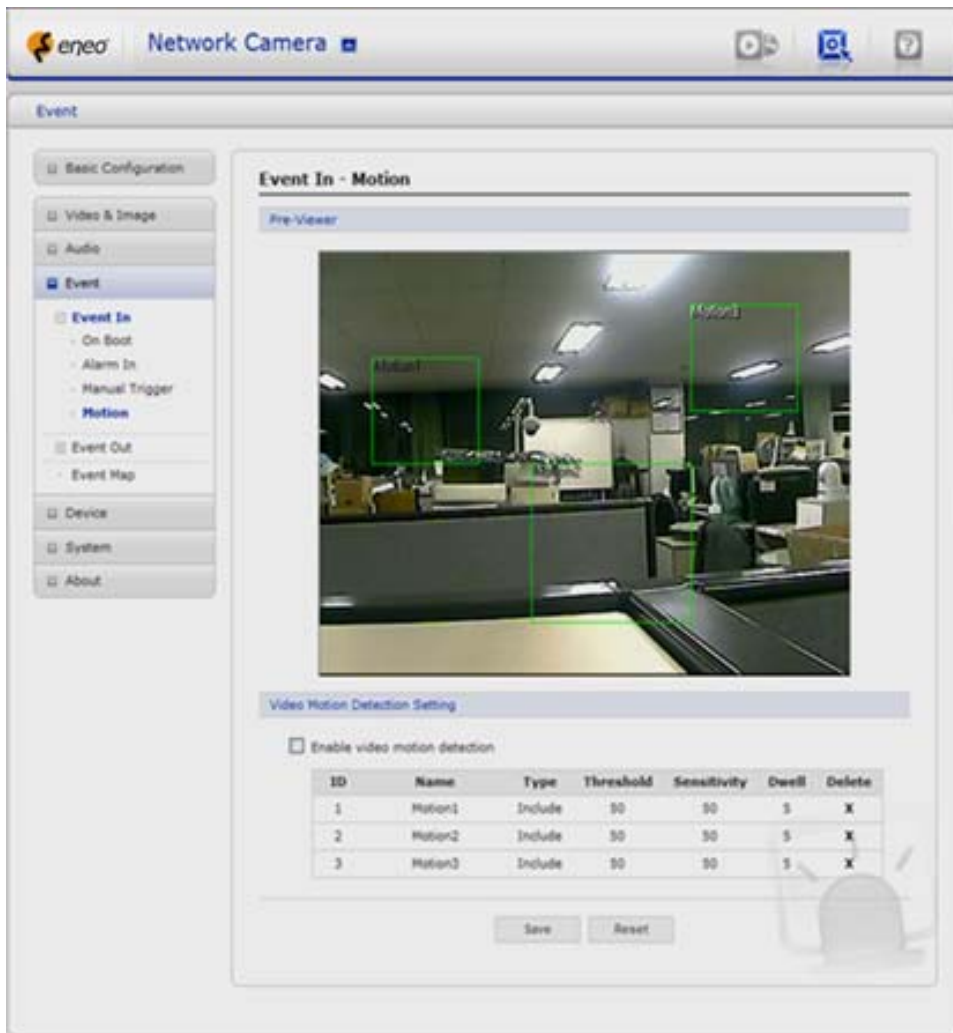 eneo
Network Camera
Event
Basic Configuration
Video & Image
Audio
Event
Event In
On Boot
Alarm In
Manual Trigger
Motion
Event Out
Event Map
Device
System
About
Event In - Motion
Pre-Viewer
Motion1
Motion3
Motion2
Video Motion Detection Setting
Enable video motion detection
ID Name Type Threshold Sensitivity Dwell Delete
1 Motion1 Include 50 50 5 X
2 Motion2 Include 50 50 5 X
3 Motion3 Include 50 50 5 X
Save Reset